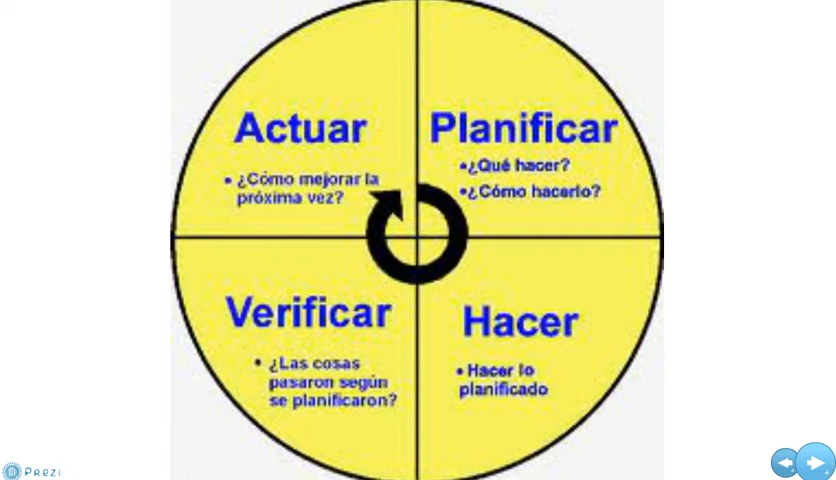 Actuar
• ¿Cómo mejorar la
próxima vez?
Planificar
•¿Qué hacer?
•¿Cómo hacerlo?
Verificar
• ¿Las cosas
pasaron según
se planificaron?
Hacer
• Hacer lo
planificado
Prezi